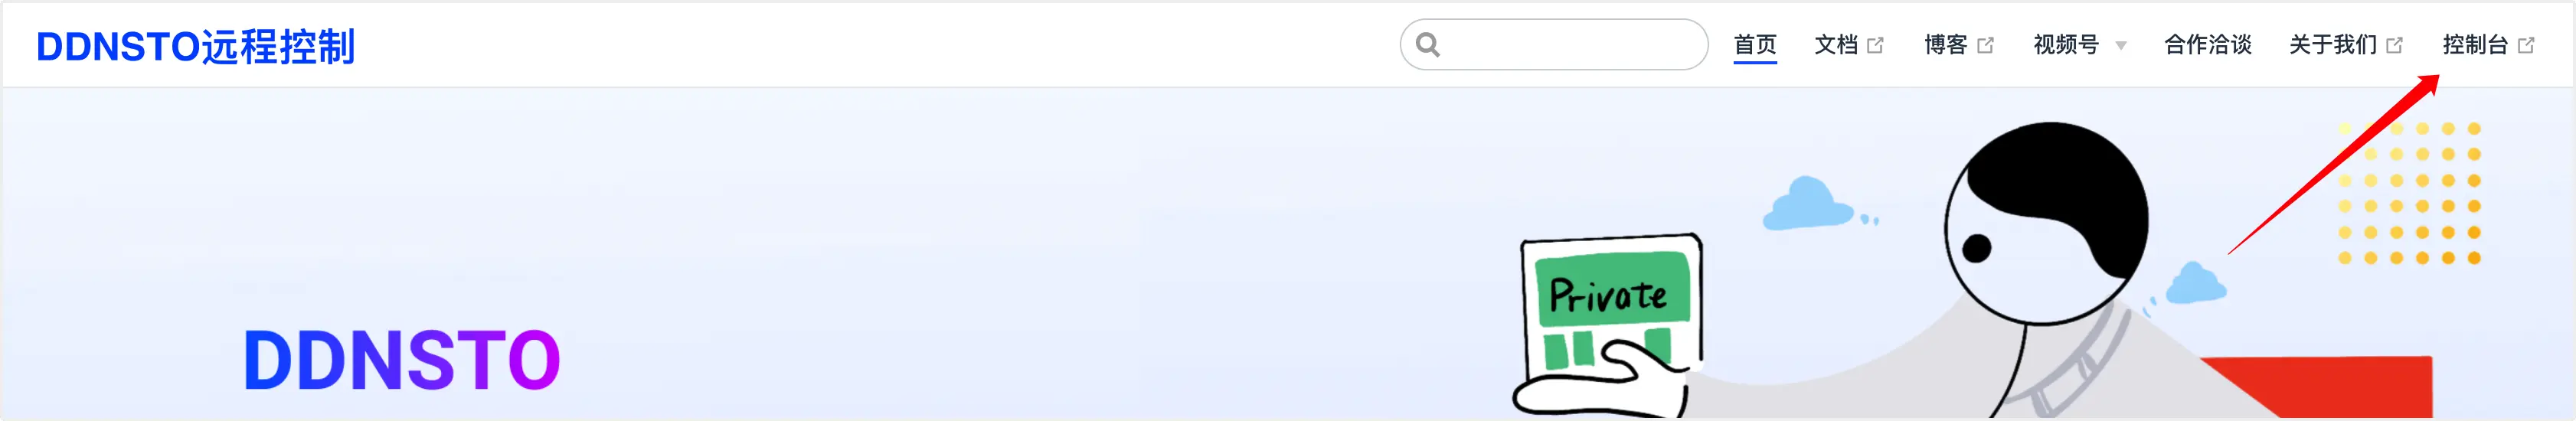 DDNSTO远程控制
首页 文档 博客 视频号 合作洽谈 关于我们 控制台
Private
DDNSTO